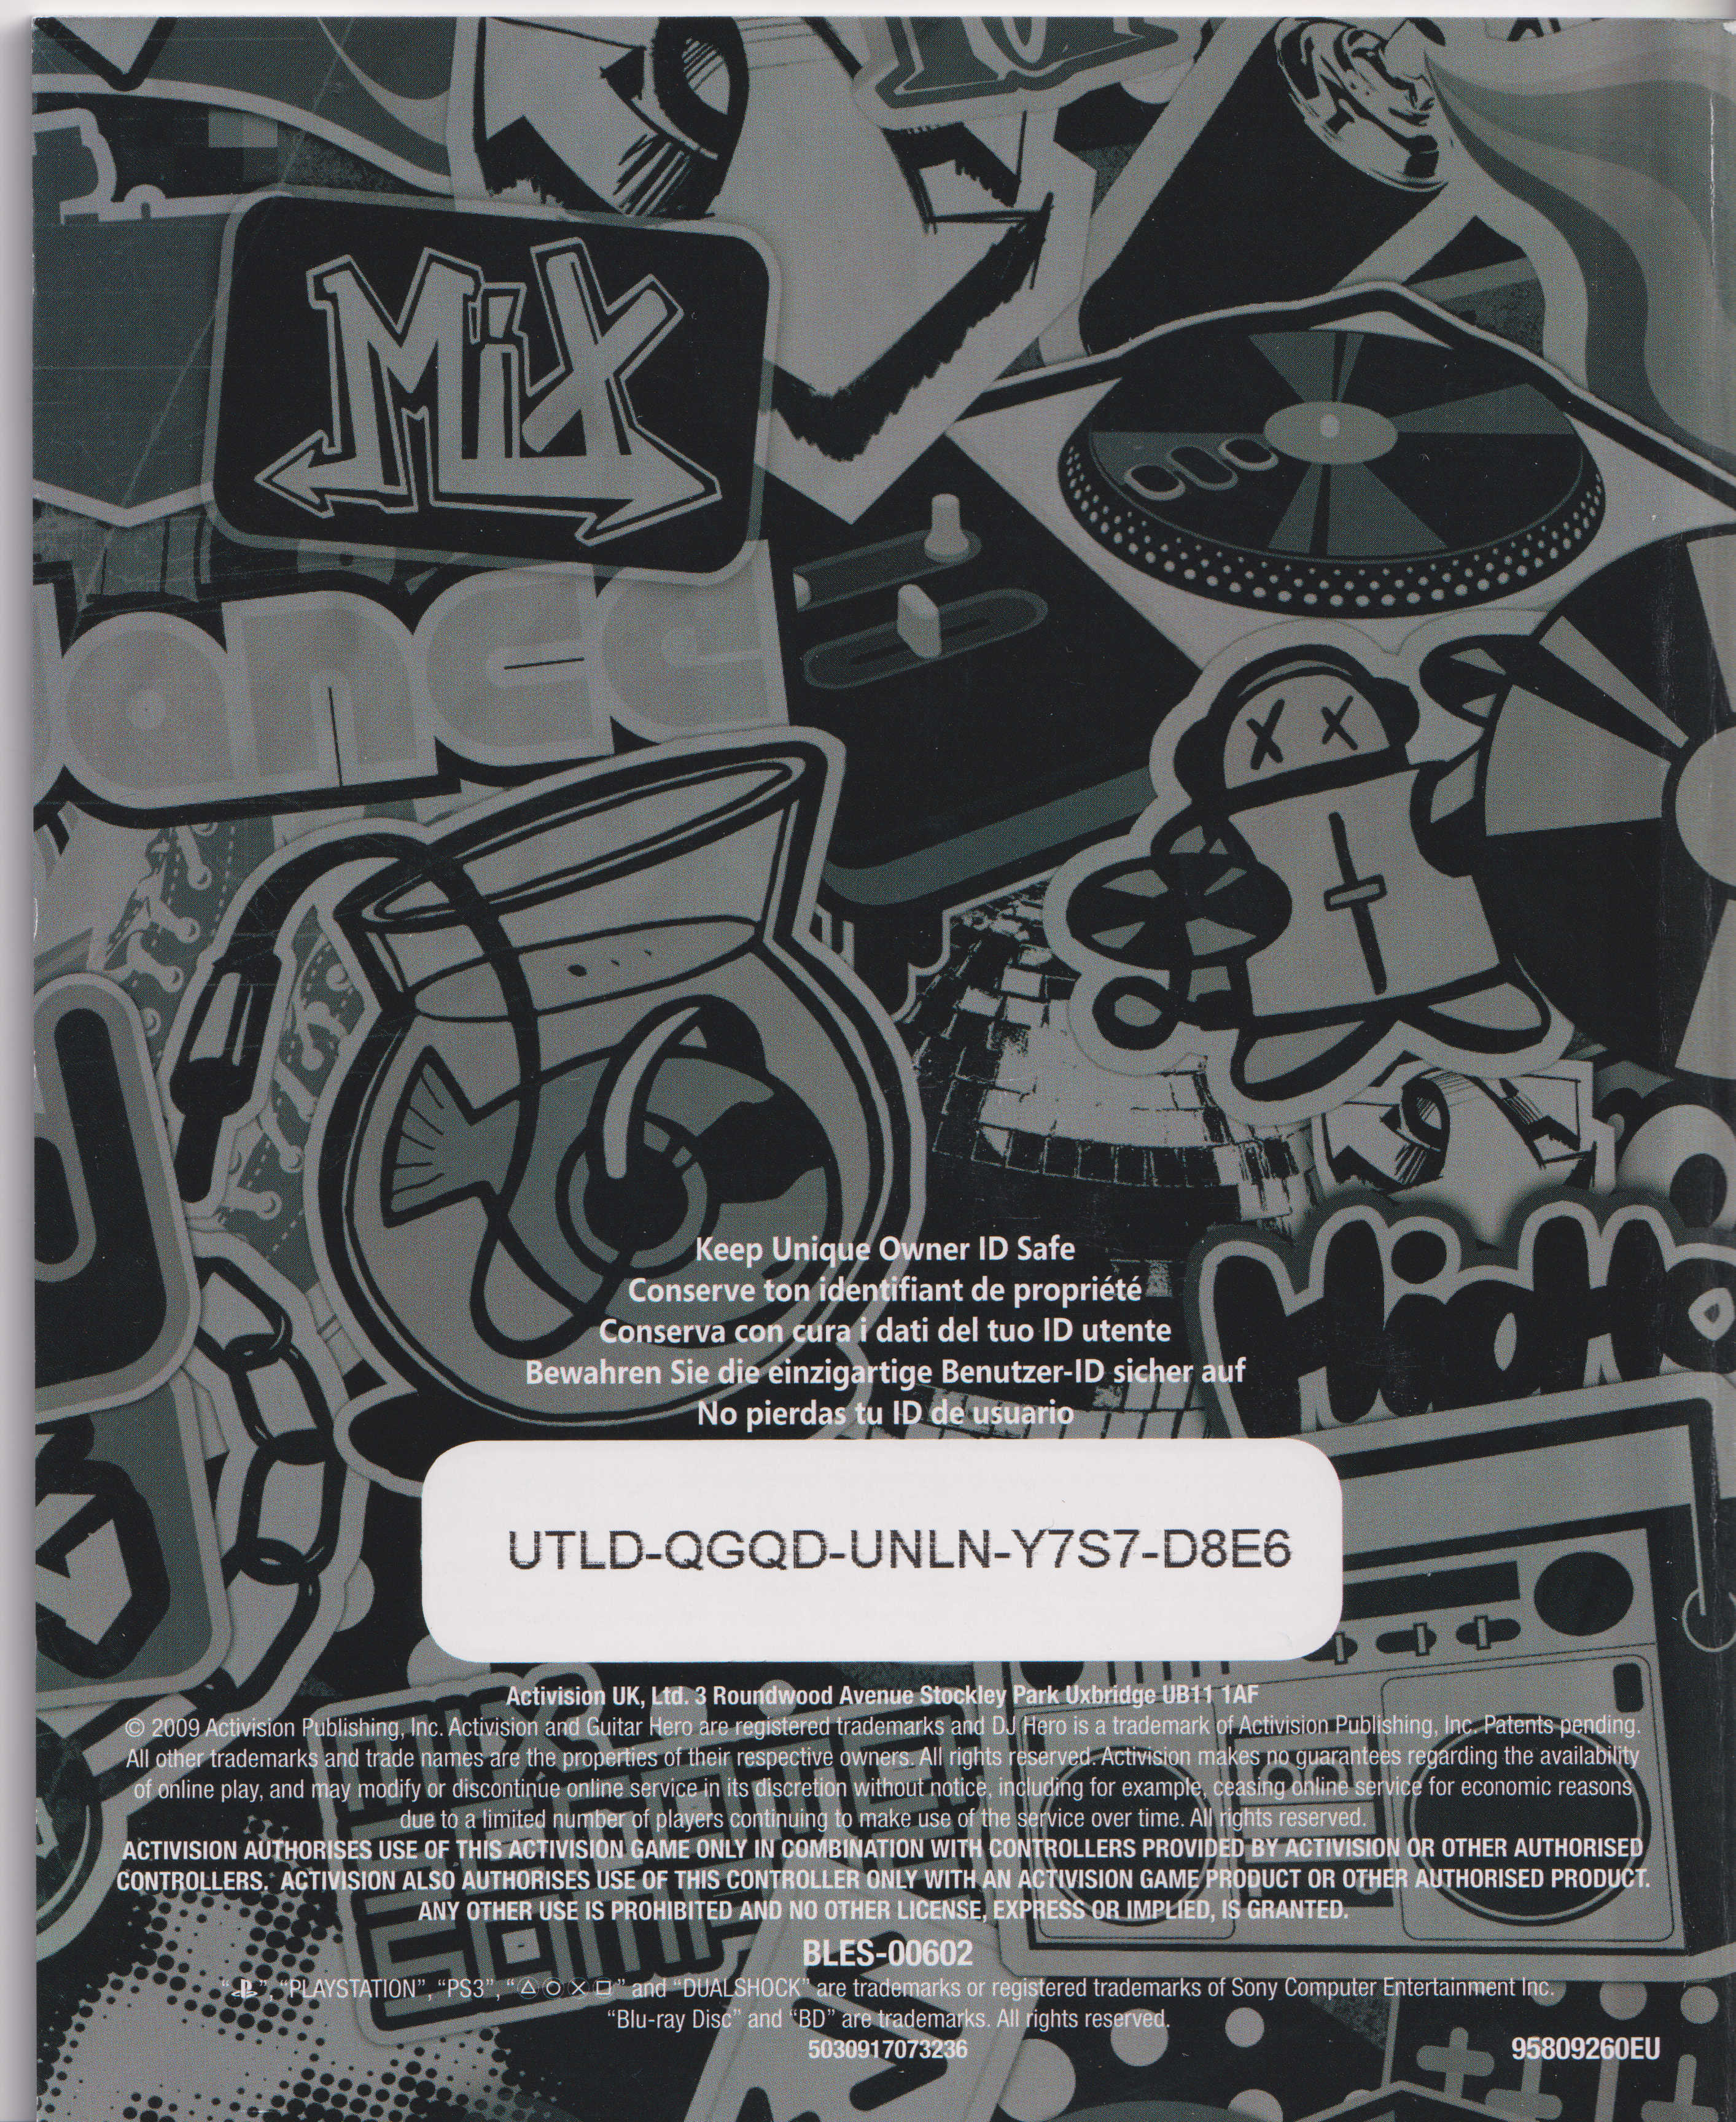 Mix
Keep Unique Owner ID Safe
Conserve ton identifiant de propriété
Conserva con cura i dati del tuo ID utente
Bewahren Sie die einzigartige Benutzer-ID sicher auf
No pierdas tu ID de usuario
UTLD-QGQD-UNLN-Y7S7-D8E6
Activision UK, Ltd. 3 Roundwood Avenue Stockley Park Uxbridge UB11 1AF
© 2009 Activision Publishing, Inc. Activision and Guitar Hero are registered trademarks and DJ Hero is a trademark of Activision Publishing, Inc. Patents pending.
All other trademarks and trade names are the properties of their respective owners. All rights reserved. Activision makes no guarantees regarding the availability
of online play, and may modify or discontinue online service in its discretion without notice, including for example, ceasing online service for economic reasons
due to a limited number of players continuing to make use of the service over time. All rights reserved.
ACTIVISION AUTHORISES USE OF THIS ACTIVISION GAME ONLY IN COMBINATION WITH CONTROLLERS PROVIDED BY ACTIVISION OR OTHER AUTHORISED
CONTROLLERS. ACTIVISION ALSO AUTHORISES USE OF THIS CONTROLLER ONLY WITH AN ACTIVISION GAME PRODUCT OR OTHER AUTHORISED PRODUCT.
ANY OTHER USE IS PROHIBITED AND NO OTHER LICENSE, EXPRESS OR IMPLIED, IS GRANTED.
BLES-00602
“ ”, “PLAYSTATION”, “PS3”, “△○✕□” and “DUALSHOCK” are trademarks or registered trademarks of Sony Computer Entertainment Inc.
“Blu-ray Disc” and “BD” are trademarks. All rights reserved.
5030917073236
95809260EU